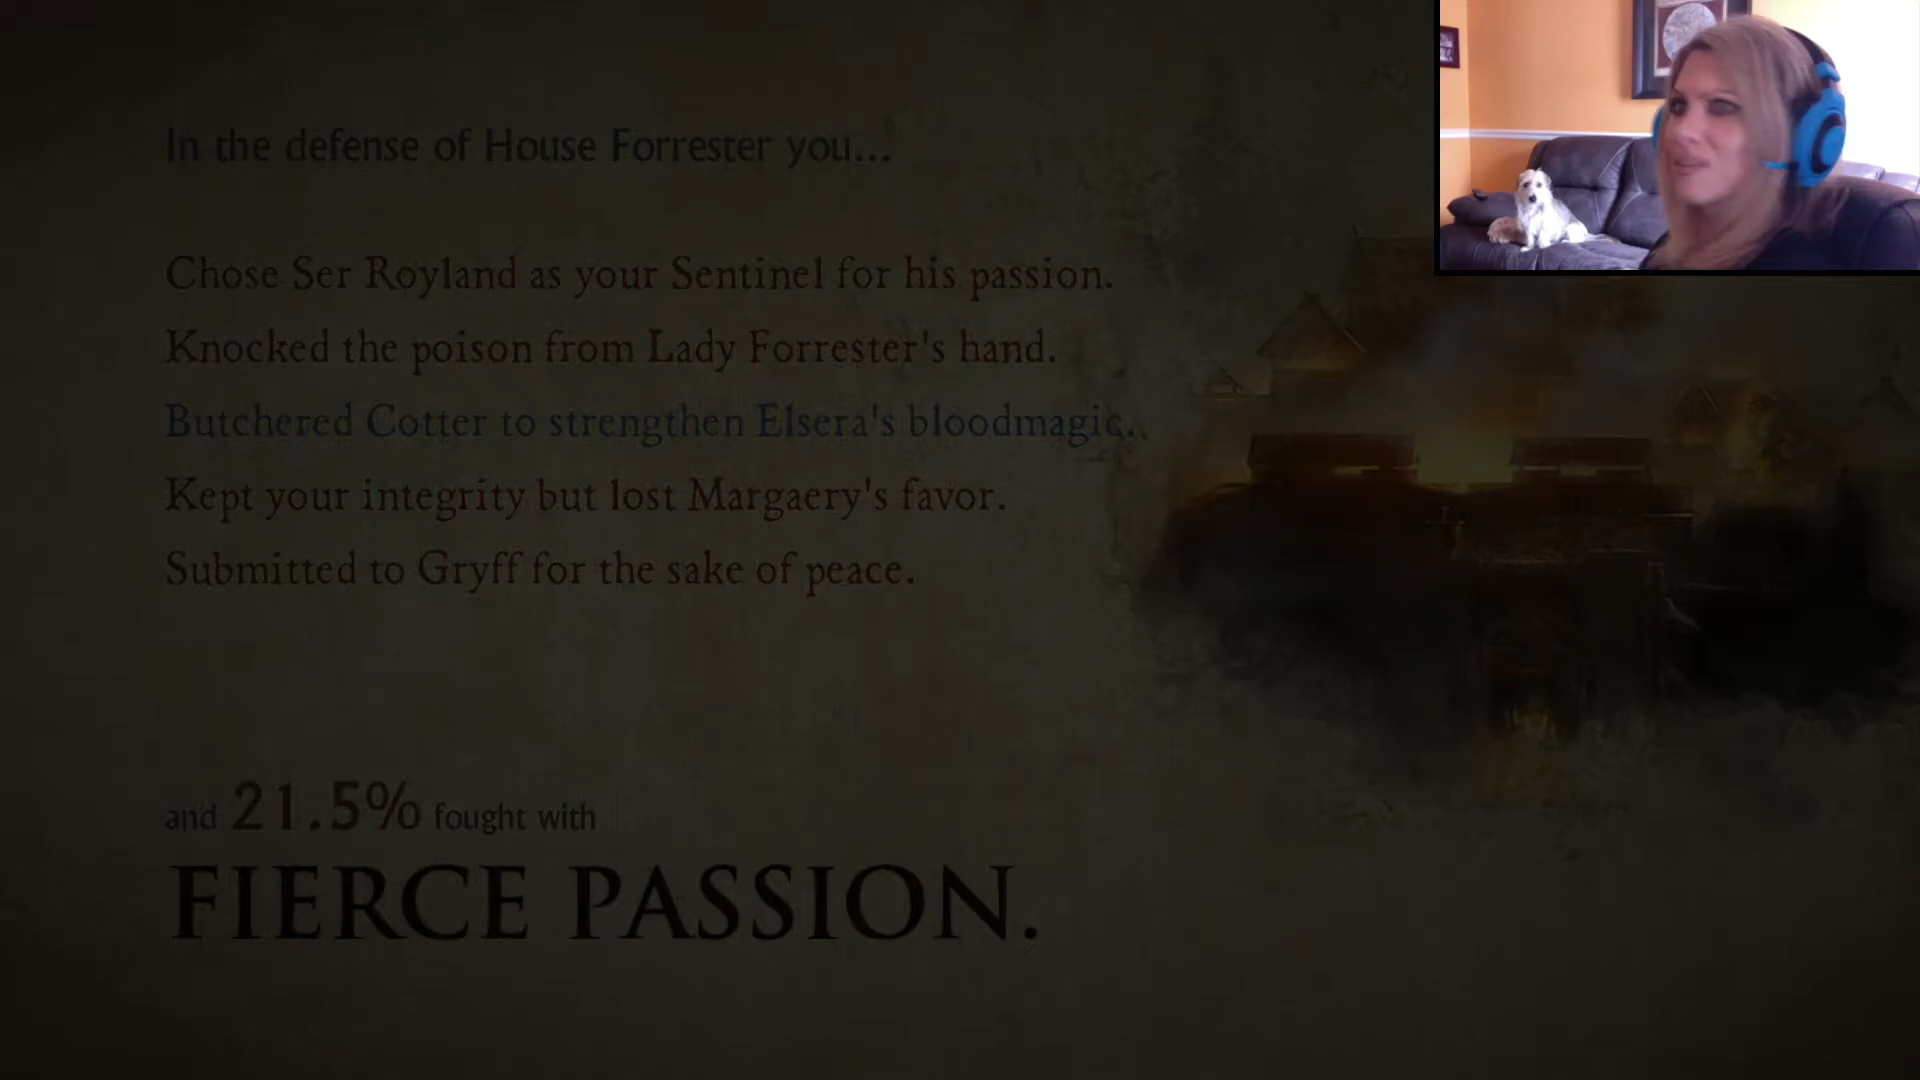 In the defense of House Forrester you...
Chose Ser Royland as your Sentinel for his passion.
Knocked the poison from Lady Forrester's hand.
Butchered Cotter to strengthen Elsera's bloodmagic.
Kept your integrity but lost Margaery's favor.
Submitted to Gryff for the sake of peace.
and 21.5% fought with
FIERCE PASSION.